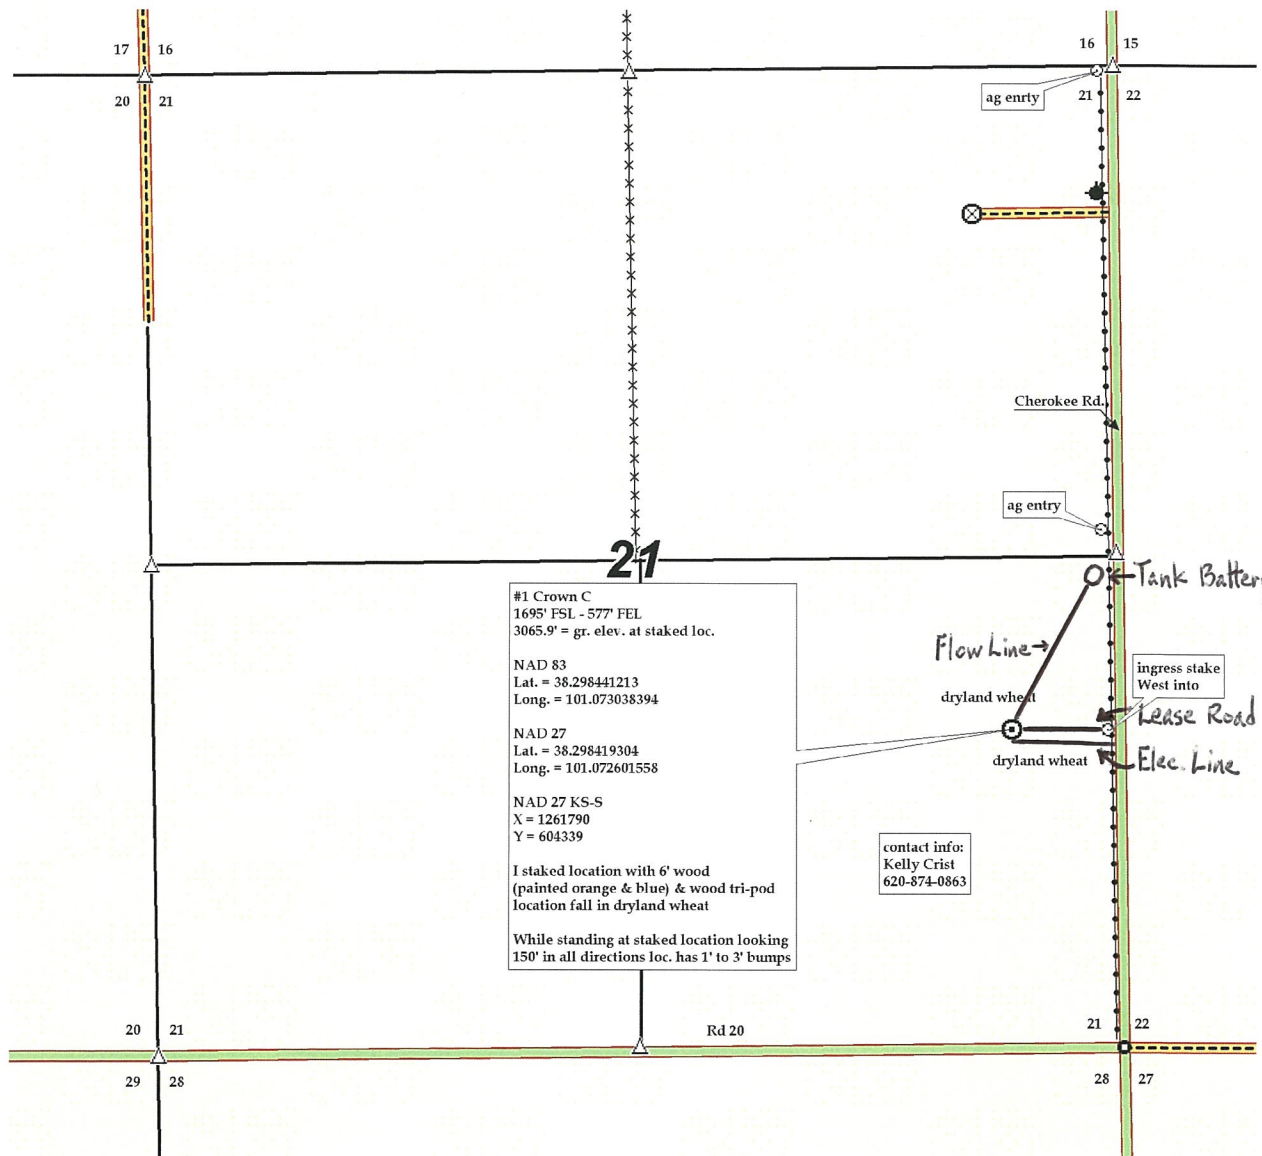 17 16
16 15
20 21
ag enrty
21 22
Cherokee Rd.
ag entry
21
Tank Batter
#1 Crown C
1695' FSL - 577' FEL
3065.9' = gr. elev. at staked loc.
NAD 83
Lat. = 38.298441213
Long. = 101.073038394
NAD 27
Lat. = 38.298419304
Long. = 101.072601558
NAD 27 KS-S
X = 1261790
Y = 604339
I staked location with 6' wood
(painted orange & blue) & wood tri-pod
location fall in dryland wheat
While standing at staked location looking
150' in all directions loc. has 1' to 3' bumps
Flow Line
ingress stake
West into
dryland wheat
Lease Road
dryland wheat
Elec. Line
contact info:
Kelly Crist
620-874-0863
20 21
Rd 20
21 22
29 28
28 27